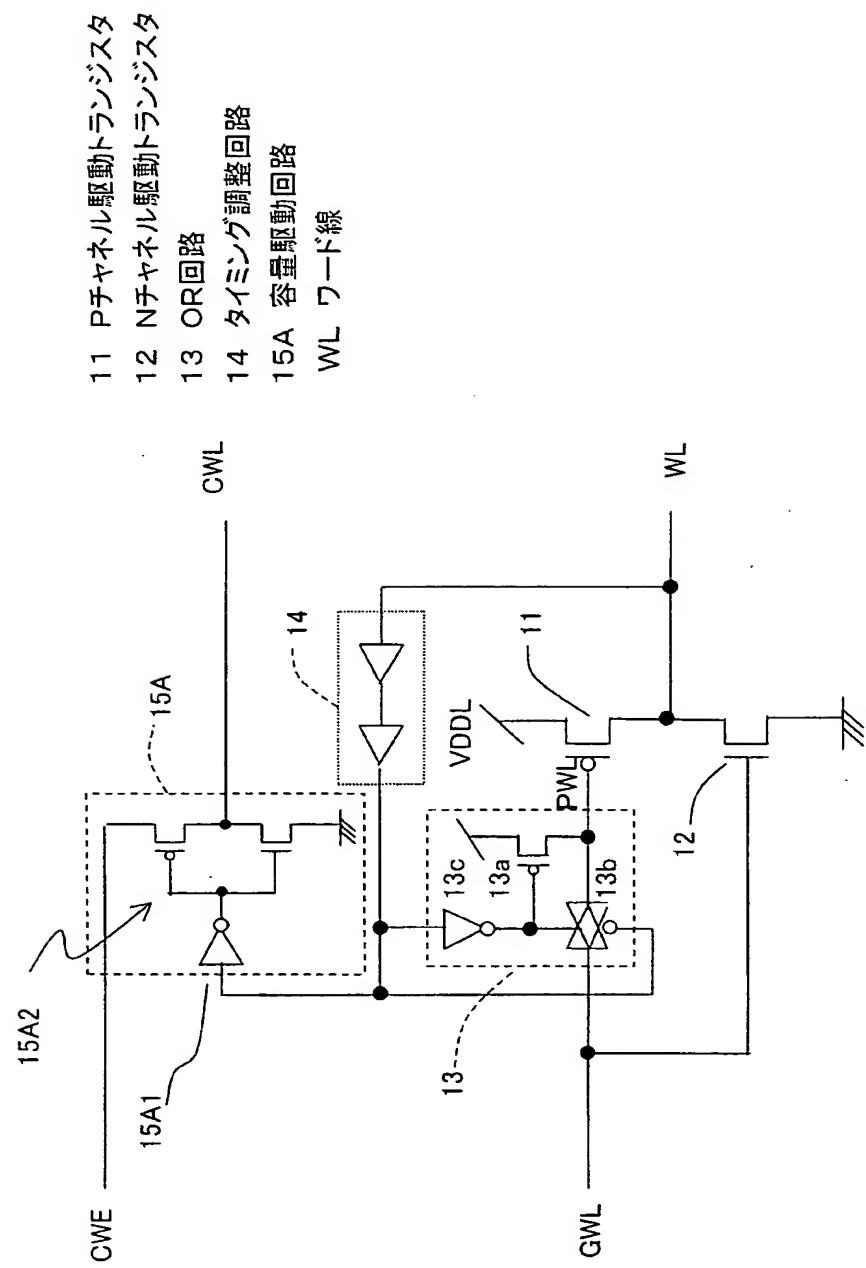 11 Pチャネル駆動トランジスタ
12 Nチャネル駆動トランジスタ
13 OR回路
14 タイミング調整回路
15A 容量駆動回路
WL ワード線
CWE
15A2
15A1
15A
CWL
14
VDDL
11
PWL
13c
13a
13b
13
12
GWL
WL